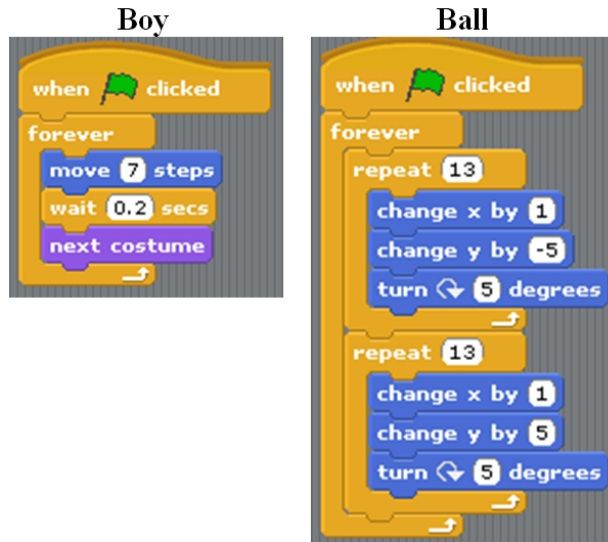 Boy
when clicked
forever
move 7 steps
wait 0.2 secs
next costume
Ball
when clicked
forever
repeat 13
change x by 1
change y by -5
turn 5 degrees
repeat 13
change x by 1
change y by 5
turn 5 degrees